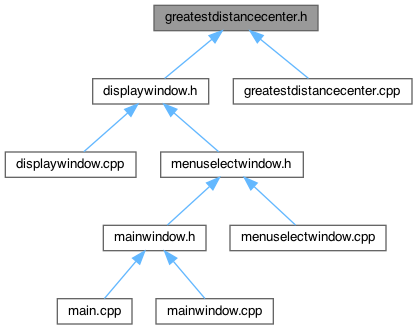 greatestdistancecenter.h
displaywindow.h
greatestdistancecenter.cpp
displaywindow.cpp
menuselectwindow.h
mainwindow.h
menuselectwindow.cpp
main.cpp
mainwindow.cpp